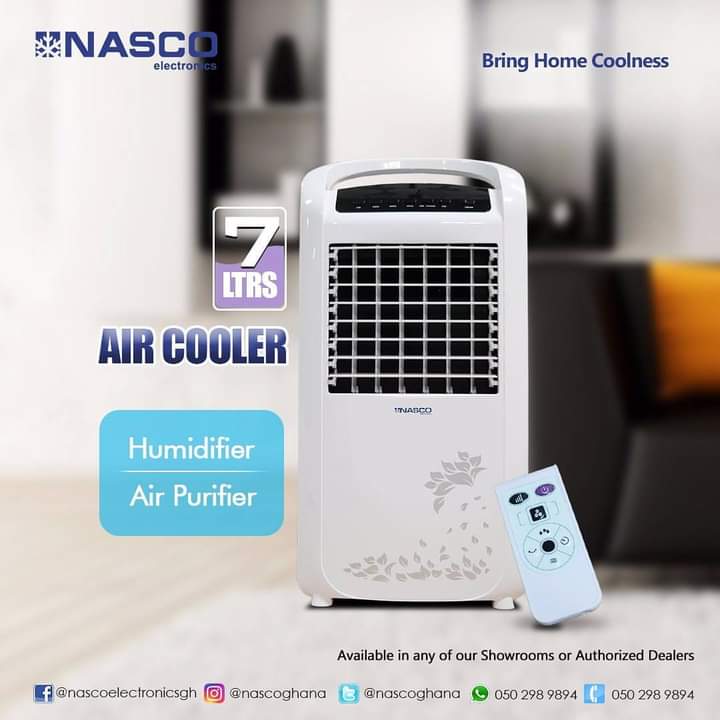 NASCO
electronics
Bring Home Coolness
7
LTRS
AIR COOLER
Humidifier
Air Purifier
NASCO
Available in any of our Showrooms or Authorized Dealers
@nascoelectronicsgh @nascoghana @nascoghana 050 298 9894 050 298 9894